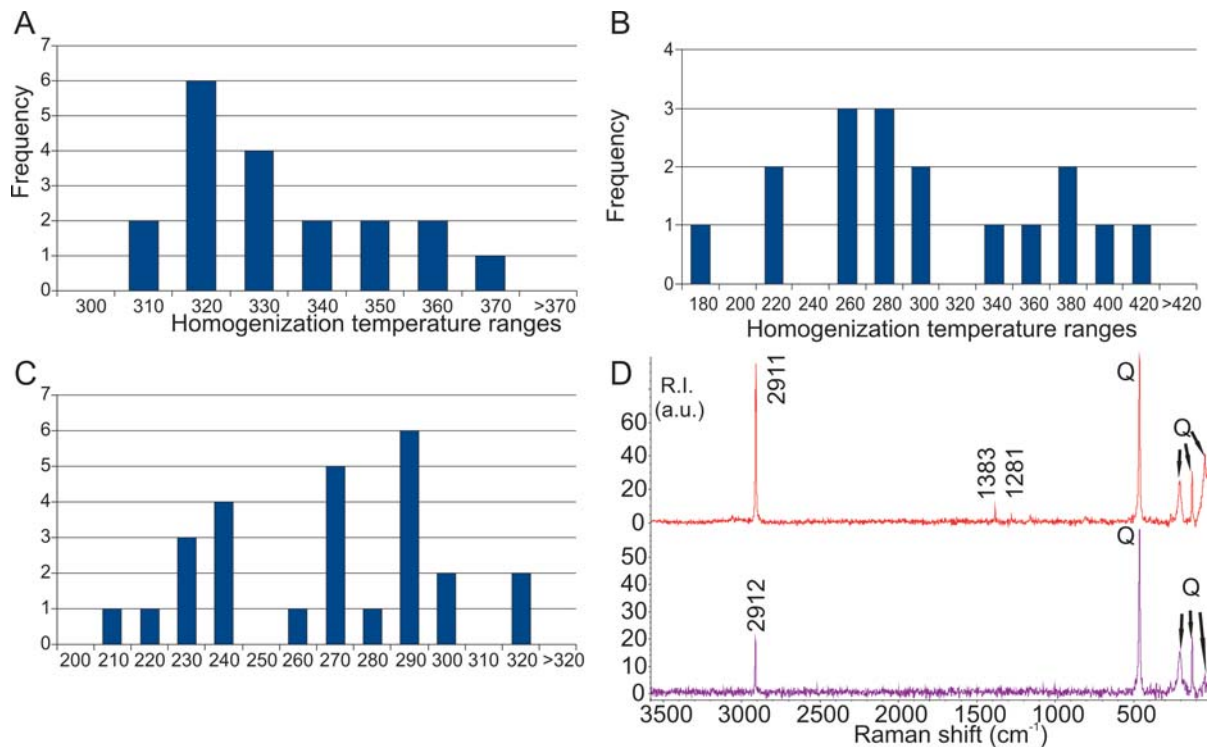 A
Frequency
7
6
5
4
3
2
1
0
300 310 320 330 340 350 360 370 >370
Homogenization temperature ranges
B
Frequency
4
3
2
1
0
180 200 220 240 260 280 300 320 340 360 380 400 420 >420
Homogenization temperature ranges
C
7
6
5
4
3
2
1
0
200 210 220 230 240 250 260 270 280 290 300 310 320 >320
D
R.I.
(a.u.)
2911
1383
1281
Q
Q
60
40
20
0
2912
Q
Q
50
40
30
20
10
0
3500 3000 2500 2000 1500 1000 500
Raman shift (cm-1)